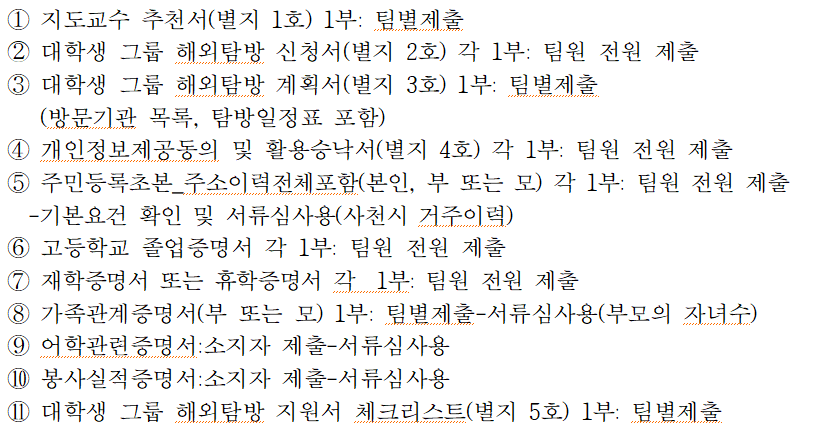 ① 지도교수 추천서(별지 1호) 1부: 팀별제출
② 대학생 그룹 해외탐방 신청서(별지 2호) 각 1부: 팀원 전원 제출
③ 대학생 그룹 해외탐방 계획서(별지 3호) 1부: 팀별제출
(방문기관 목록, 탐방일정표 포함)
④ 개인정보제공동의 및 활용승낙서(별지 4호) 각 1부: 팀원 전원 제출
⑤ 주민등록초본_주소이력전체포함(본인, 부 또는 모) 각 1부: 팀원 전원 제출
-기본요건 확인 및 서류심사용(사천시 거주이력)
⑥ 고등학교 졸업증명서 각 1부: 팀원 전원 제출
⑦ 재학증명서 또는 휴학증명서 각  1부: 팀원 전원 제출
⑧ 가족관계증명서(부 또는 모) 1부: 팀별제출-서류심사용(부모의 자녀수)
⑨ 어학관련증명서:소지자 제출-서류심사용
⑩ 봉사실적증명서:소지자 제출-서류심사용
⑪ 대학생 그룹 해외탐방 지원서 체크리스트(별지 5호) 1부: 팀별제출